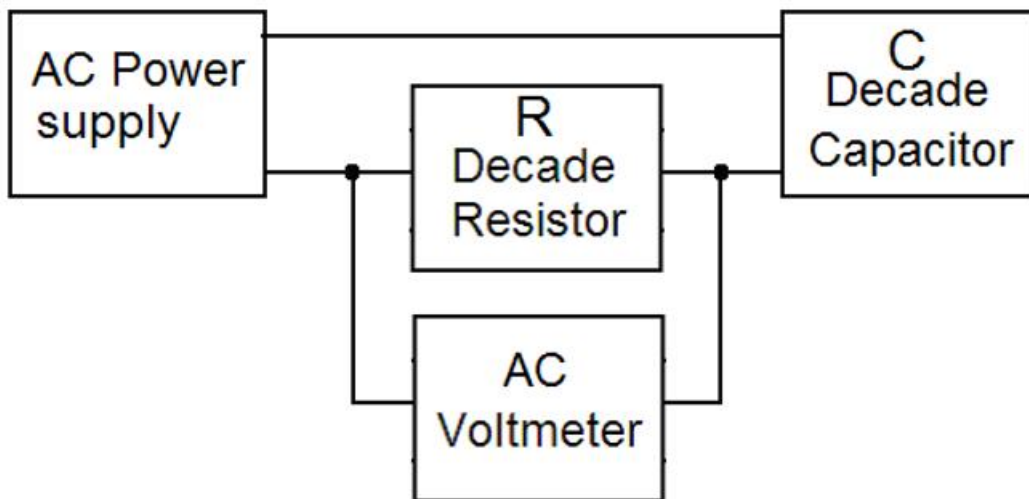 AC Power
supply
R
Decade
Resistor
C
Decade
Capacitor
AC
Voltmeter